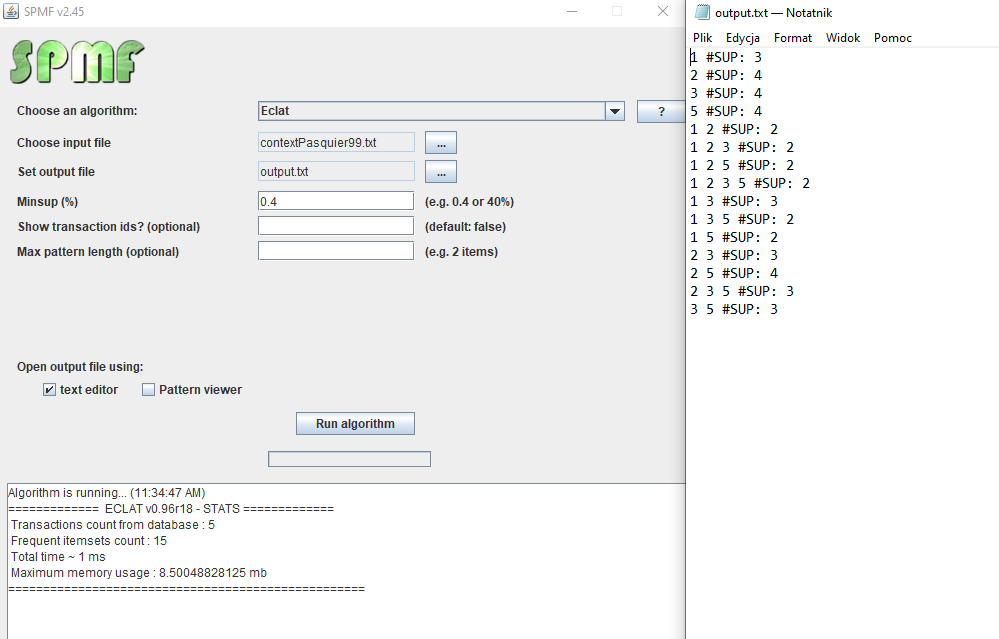 SPMF v2.45
SPMF
Choose an algorithm:
Eclat
?
Choose input file
contextPasquier99.txt
...
Set output file
output.txt
...
Minsup (%)
0.4
(e.g. 0.4 or 40%)
Show transaction ids? (optional)
(default: false)
Max pattern length (optional)
(e.g. 2 items)
Open output file using:
text editor
Pattern viewer
Run algorithm
Algorithm is running... (11:34:47 AM)
============= ECLAT v0.96r18 - STATS =============
Transactions count from database : 5
Frequent itemsets count : 15
Total time ~ 1 ms
Maximum memory usage : 8.50048828125 mb
===================================================
output.txt — Notatnik
Plik Edycja Format Widok Pomoc
1 #SUP: 3
2 #SUP: 4
3 #SUP: 4
5 #SUP: 4
1 2 #SUP: 2
1 2 3 #SUP: 2
1 2 5 #SUP: 2
1 2 3 5 #SUP: 2
1 3 #SUP: 3
1 3 5 #SUP: 2
1 5 #SUP: 2
2 3 #SUP: 3
2 5 #SUP: 4
2 3 5 #SUP: 3
3 5 #SUP: 3